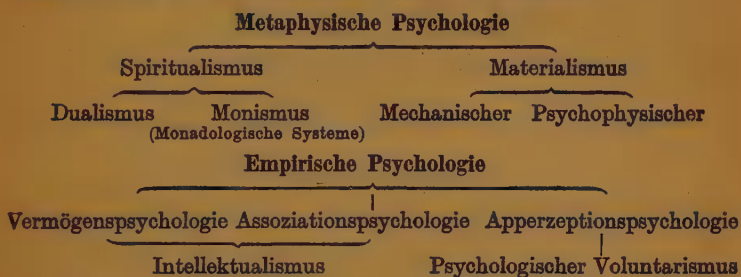 Metaphysische Psychologie
Spiritualismus Materialismus
Dualismus Monismus Mechanischer Psychophysischer
(Monadologische Systeme)
Empirische Psychologie
Vermögenspsychologie Assoziationspsychologie Apperzeptionspsychologie
Intellektualismus Psychologischer Voluntarismus